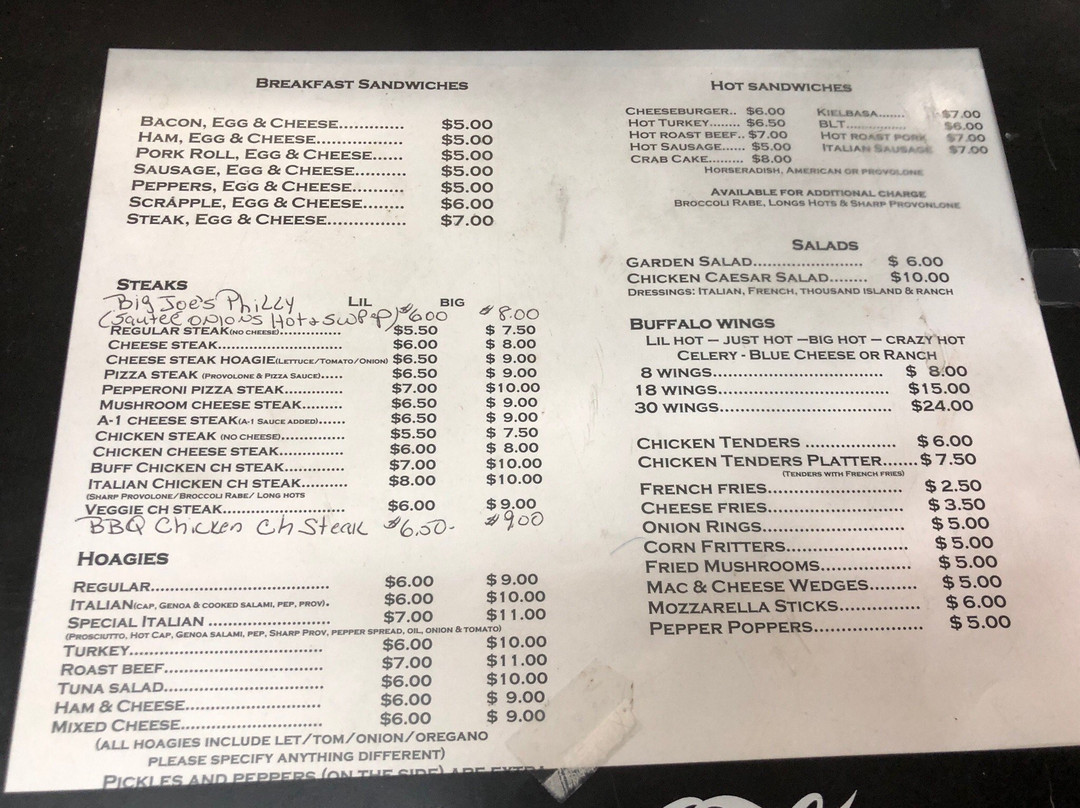 BREAKFAST SANDWICHES
BACON, EGG & CHEESE............. $5.00
HAM, EGG & CHEESE................. $5.00
PORK ROLL, EGG & CHEESE...... $5.00
SAUSAGE, EGG & CHEESE.......... $5.00
PEPPERS, EGG & CHEESE........... $5.00
SCRAPPLE, EGG & CHEESE........ $6.00
STEAK, EGG & CHEESE............... $7.00
STEAKS
LIL BIG
Big Joe's Philly
(Sautee onions Hot & Swt pep) $6.00 $8.00
REGULAR STEAK(NO CHEESE)................ $5.50 $ 7.50
CHEESE STEAK........................... $6.00 $ 8.00
CHEESE STEAK HOAGIE(LETTUCE/TOMATO/ONION) $6.50 $ 9.00
PIZZA STEAK (PROVOLONE & PIZZA SAUCE)..... $6.50 $ 9.00
PEPPERONI PIZZA STEAK............. $7.00 $10.00
MUSHROOM CHEESE STEAK......... $6.50 $ 9.00
A-1 CHEESE STEAK(A-1 SAUCE ADDED)...... $6.50 $ 9.00
CHICKEN STEAK (NO CHEESE)............... $5.50 $ 7.50
CHICKEN CHEESE STEAK............... $6.00 $ 8.00
BUFF CHICKEN CH STEAK............. $7.00 $10.00
ITALIAN CHICKEN CH STEAK......... $8.00 $10.00
(SHARP PROVOLONE/BROCCOLI RABE/ LONG HOTS
VEGGIE CH STEAK......................... $6.00 $ 9.00
BBQ Chicken Ch Steak $6.50- $9.00
HOAGIES
REGULAR.................................... $6.00 $ 9.00
ITALIAN(CAP, GENOA & COOKED SALAMI, PEP, PROV). $6.00 $10.00
SPECIAL ITALIAN ........................ $7.00 $11.00
(PROSCIUTTO, HOT CAP, GENOA SALAMI, PEP, SHARP PROV, PEPPER SPREAD, OIL, ONION & TOMATO)
TURKEY....................................... $6.00 $10.00
ROAST BEEF................................ $7.00 $11.00
TUNA SALAD................................ $6.00 $10.00
HAM & CHEESE........................... $6.00 $ 9.00
MIXED CHEESE............................ $6.00 $ 9.00
(ALL HOAGIES INCLUDE LET/TOM/ONION/OREGANO
PLEASE SPECIFY ANYTHING DIFFERENT)
PICKLES AND PEPPERS (ON THE SIDE) ARE EXTRA
HOT SANDWICHES
CHEESEBURGER.. $6.00 KIELBASA....... $7.00
HOT TURKEY....... $6.50 BLT............... $6.00
HOT ROAST BEEF.. $7.00 HOT ROAST PORK $7.00
HOT SAUSAGE...... $5.00 ITALIAN SAUSAGE $7.00
CRAB CAKE......... $8.00
HORSERADISH, AMERICAN OR PROVOLONE
AVAILABLE FOR ADDITIONAL CHARGE
BROCCOLI RABE, LONGS HOTS & SHARP PROVONLONE
SALADS
GARDEN SALAD...................... $ 6.00
CHICKEN CAESAR SALAD........ $10.00
DRESSINGS: ITALIAN, FRENCH, THOUSAND ISLAND & RANCH
BUFFALO WINGS
LIL HOT – JUST HOT –BIG HOT – CRAZY HOT
CELERY - BLUE CHEESE OR RANCH
8 WINGS.................................. $ 8.00
18 WINGS................................. $15.00
30 WINGS................................. $24.00
CHICKEN TENDERS .................. $ 6.00
CHICKEN TENDERS PLATTER....... $ 7.50
(TENDERS WITH FRENCH FRIES)
FRENCH FRIES........................... $ 2.50
CHEESE FRIES........................... $ 3.50
ONION RINGS............................ $ 5.00
CORN FRITTERS........................ $ 5.00
FRIED MUSHROOMS.................. $ 5.00
MAC & CHEESE WEDGES.......... $ 5.00
MOZZARELLA STICKS................ $ 6.00
PEPPER POPPERS...................... $ 5.00